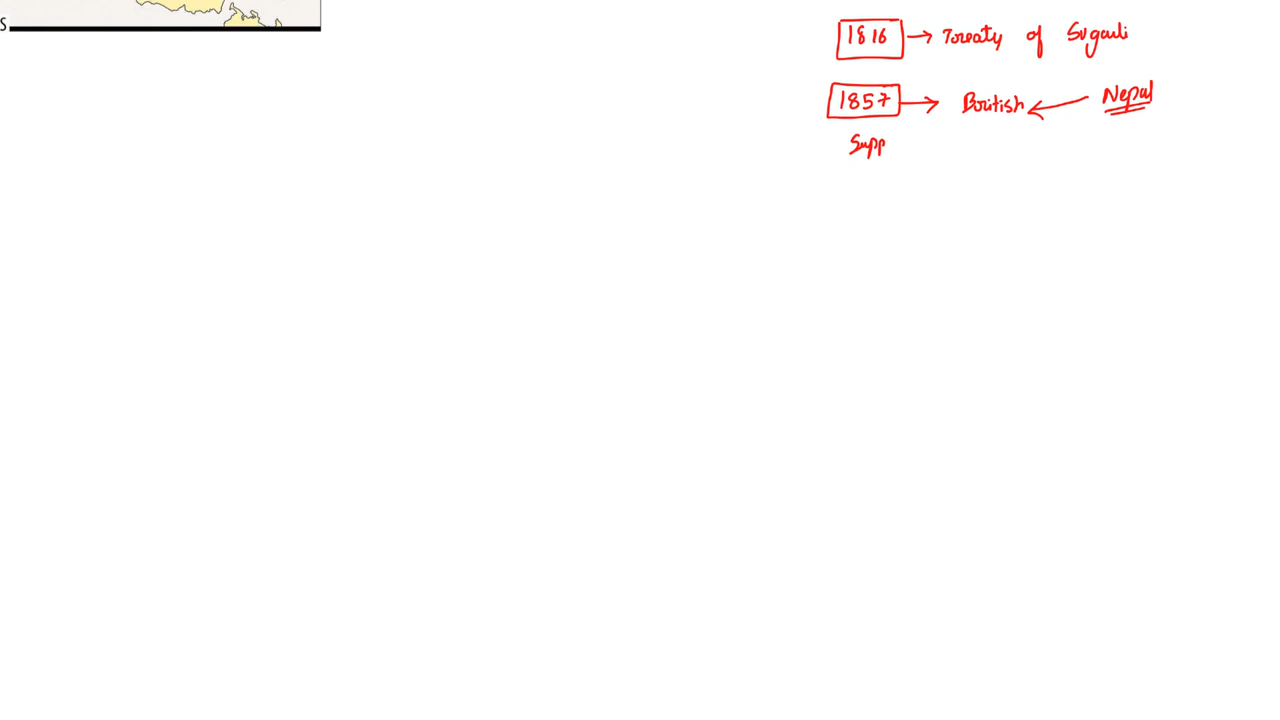 S
1816 → Treaty of Sugauli
1857 → British ← Nepal
Supp